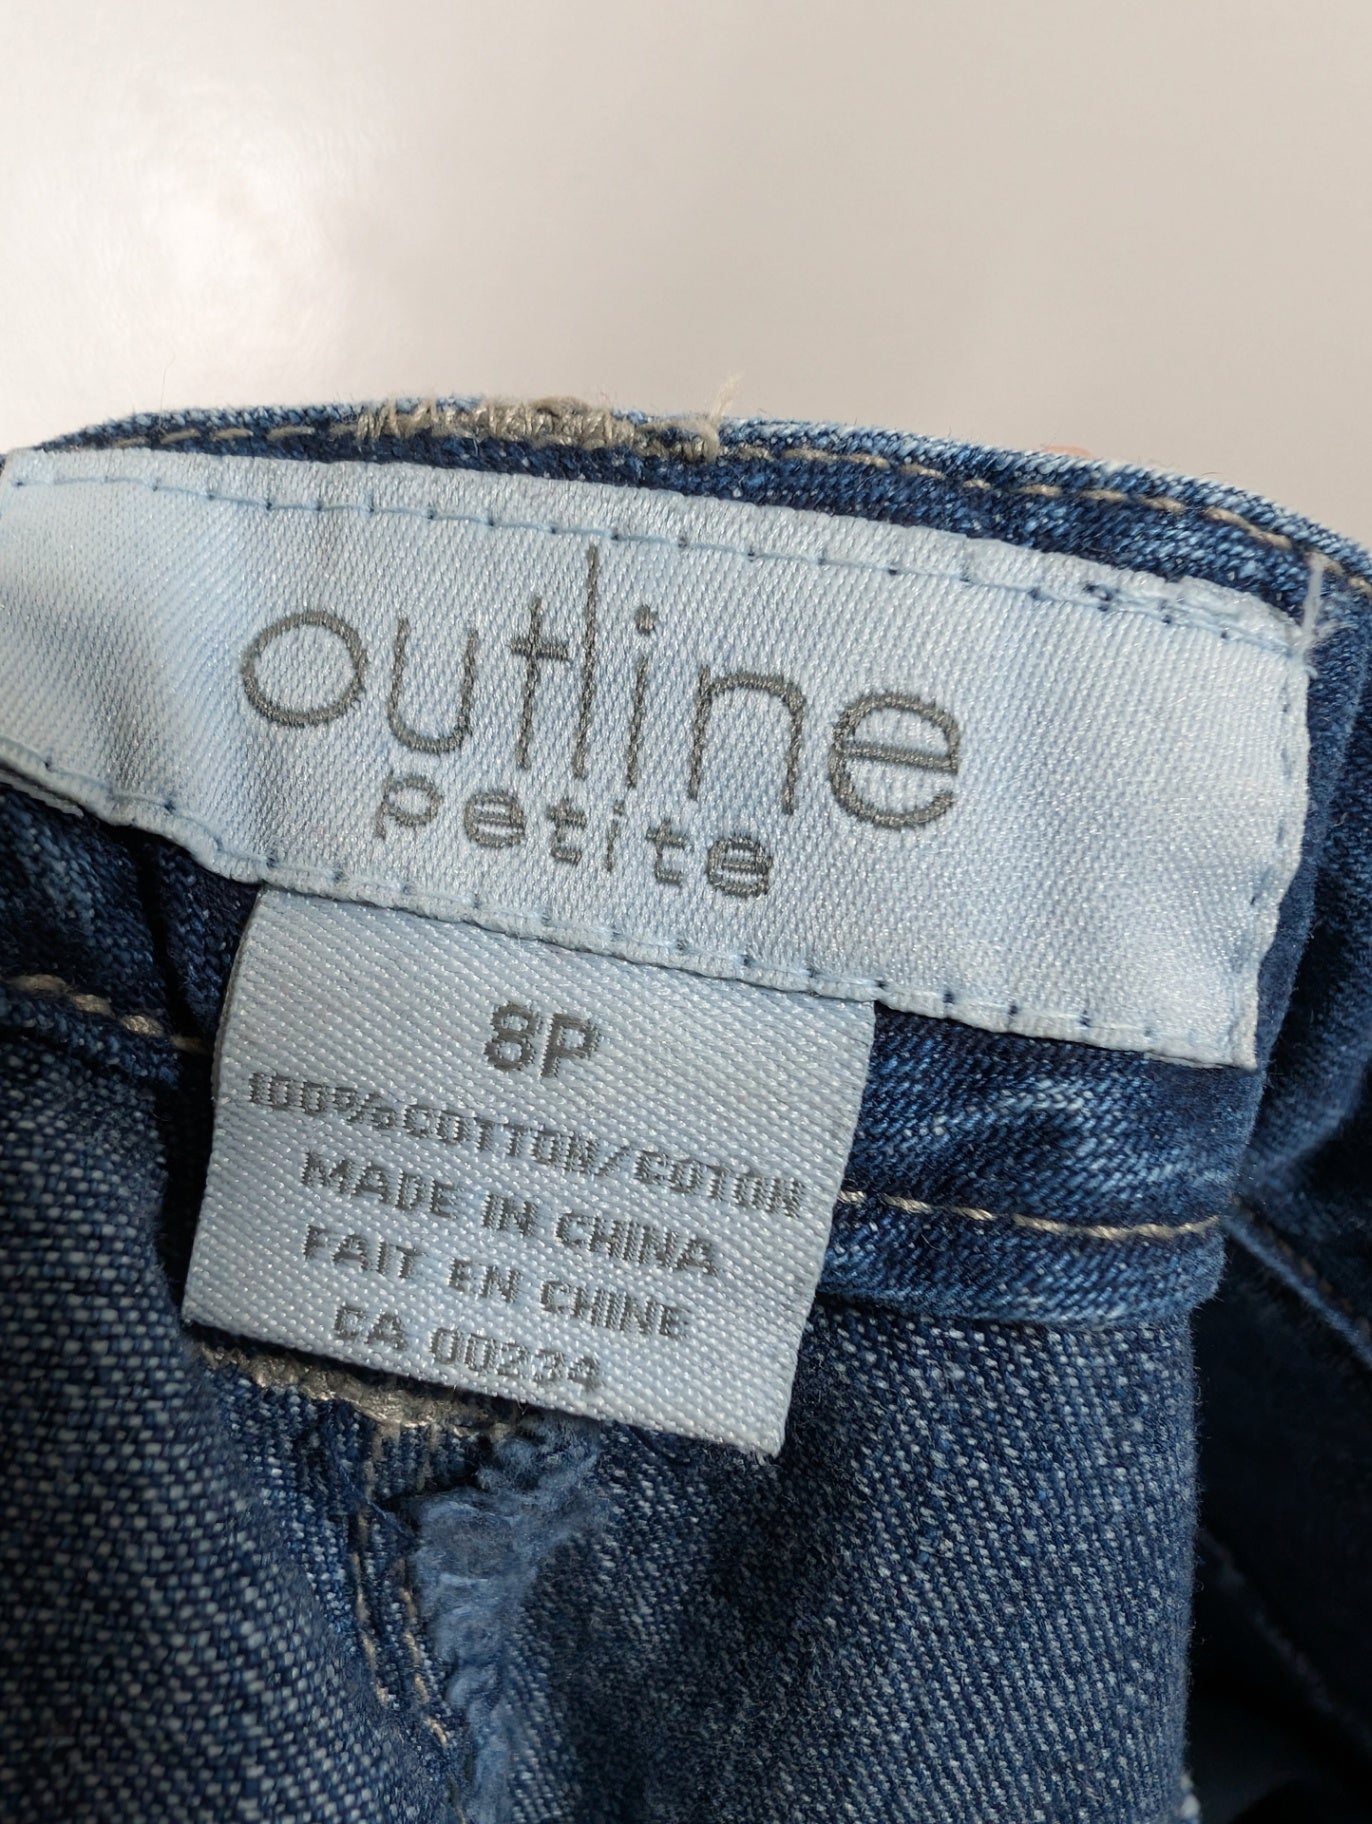 outline
petite
8P
100%COTTON/COTON
MADE IN CHINA
FAIT EN CHINE
CA 00234